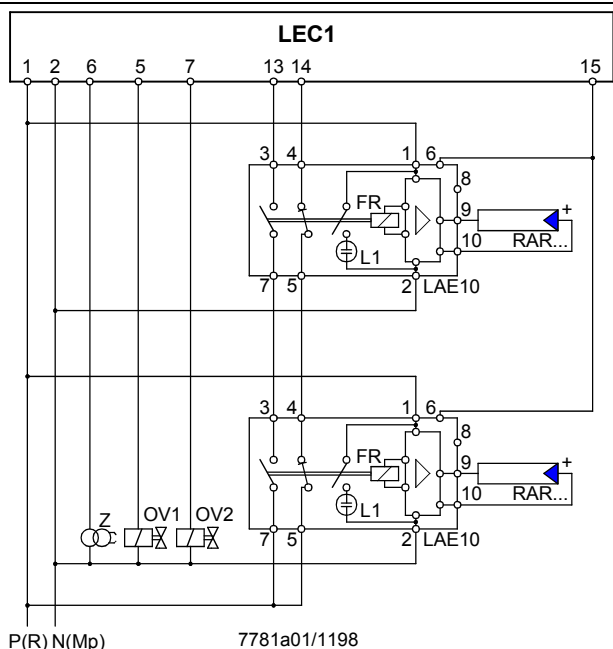 LEC1
1 2 6 5 7 13 14 15
3 4 1 6
8
FR
9 +
10 RAR...
L1
7 5 2 LAE10
3 4 1 6
8
FR
9 +
10 RAR...
L1
Z OV1 OV2
7 5 2 LAE10
P(R) N(Mp) 7781a01/1198